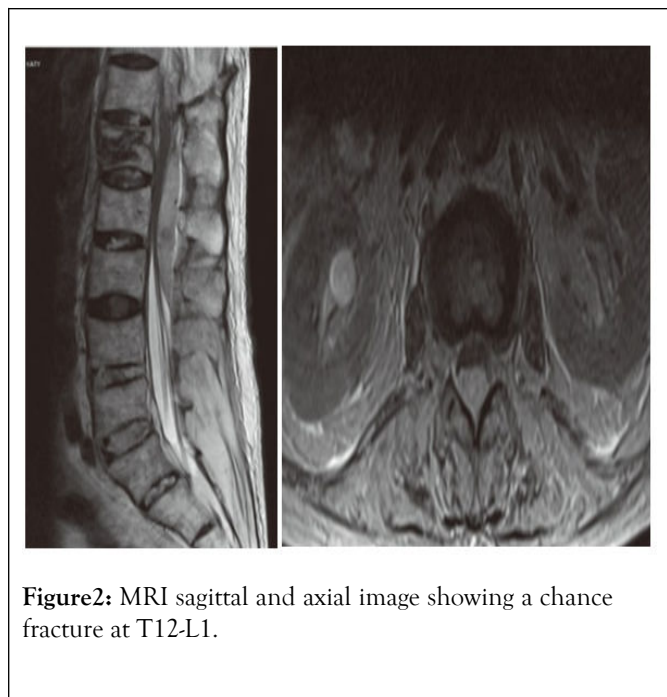 Figure2: MRI sagittal and axial image showing a chance
fracture at T12-L1.